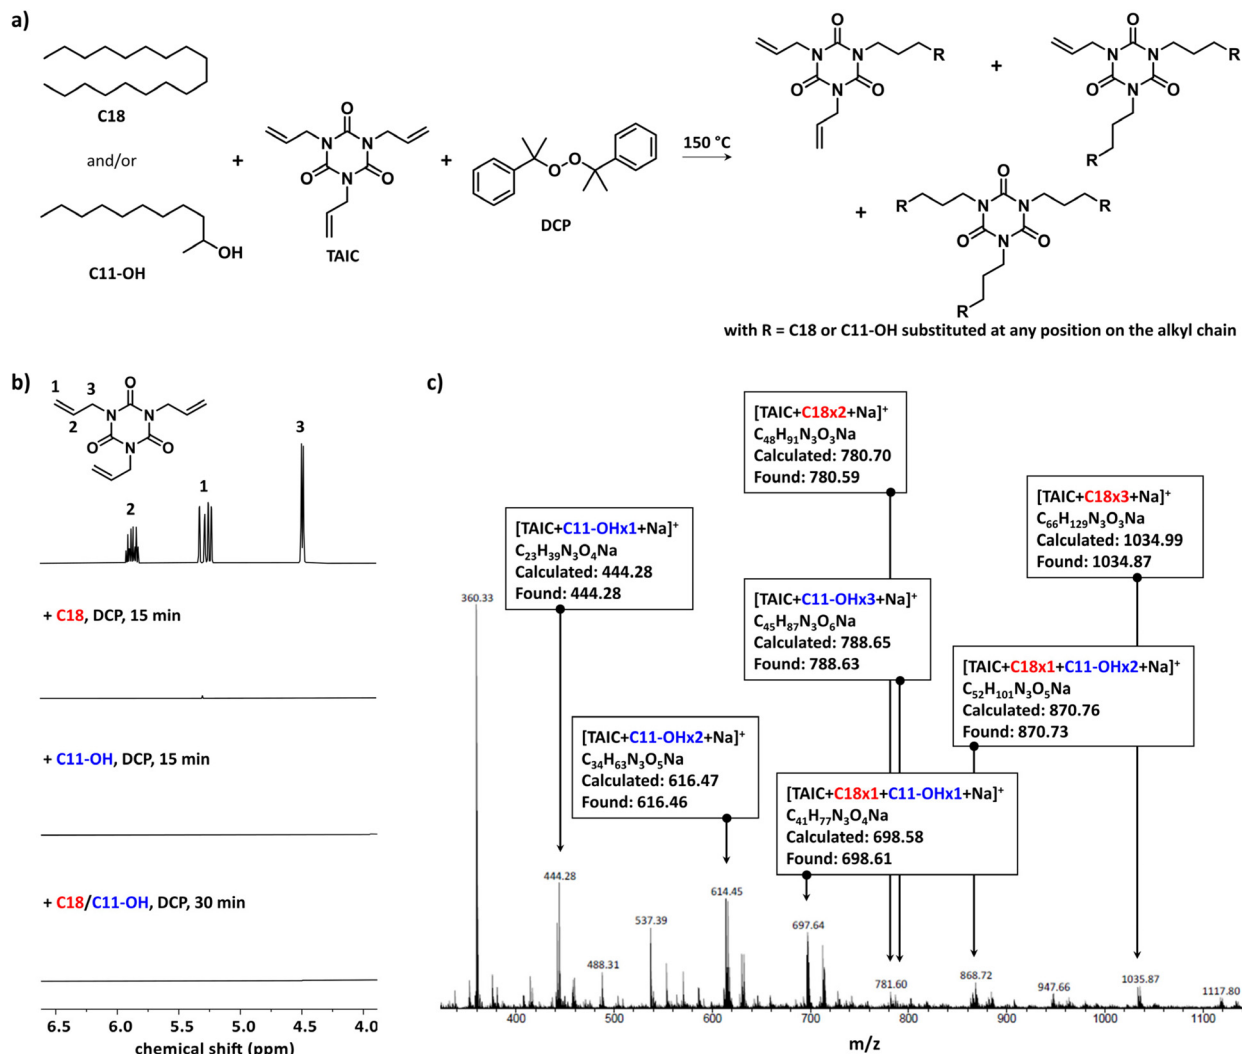 a)
C18
and/or
C11-OH
+
O
N N
O N O
TAIC
+
O O
DCP
150 °C
O
N N
O N O
R
+
O
N N
O N O
R
R
+
O
R N N R
O N O
R
with R = C18 or C11-OH substituted at any position on the alkyl chain
b)
1 3
2
O
N N
O N O
2
1
3
+ C18, DCP, 15 min
+ C11-OH, DCP, 15 min
+ C18/C11-OH, DCP, 30 min
6.5 6.0 5.5 5.0 4.5 4.0
chemical shift (ppm)
c)
[TAIC+C18x2+Na]⁺
C₄₈H₉₁N₃O₃Na
Calculated: 780.70
Found: 780.59
[TAIC+C18x3+Na]⁺
C₆₆H₁₂₉N₃O₃Na
Calculated: 1034.99
Found: 1034.87
[TAIC+C11-OHx1+Na]⁺
C₂₃H₃₉N₃O₄Na
Calculated: 444.28
Found: 444.28
[TAIC+C11-OHx3+Na]⁺
C₄₅H₈₇N₃O₆Na
Calculated: 788.65
Found: 788.63
[TAIC+C18x1+C11-OHx2+Na]⁺
C₅₂H₁₀₁N₃O₅Na
Calculated: 870.76
Found: 870.73
[TAIC+C11-OHx2+Na]⁺
C₃₄H₆₃N₃O₅Na
Calculated: 616.47
Found: 616.46
[TAIC+C18x1+C11-OHx1+Na]⁺
C₄₁H₇₇N₃O₄Na
Calculated: 698.58
Found: 698.61
360.33
444.28
488.31
537.39
614.45
697.64
781.60
868.72
947.66
1035.87
1117.80
400 500 600 700 800 900 1000 1100
m/z